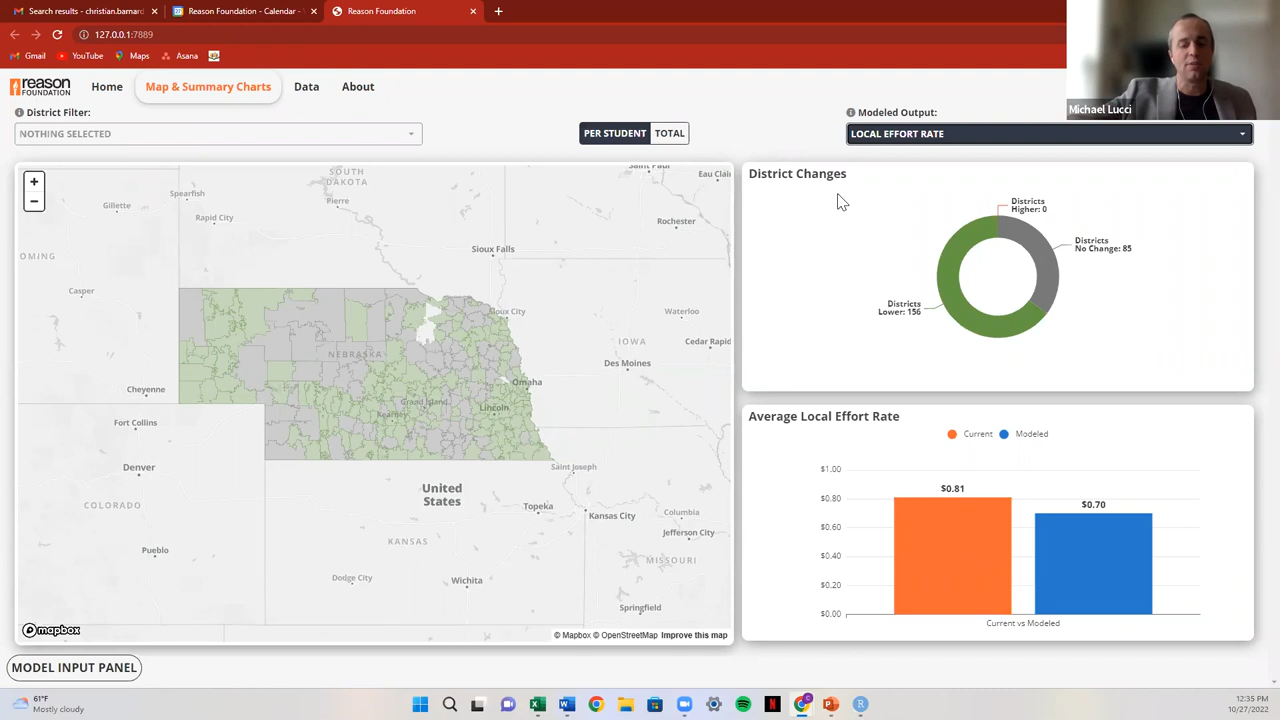 Search results - christian.barnard
Reason Foundation - Calendar -
Reason Foundation
127.0.0.1:7889
Gmail
YouTube
Maps
Asana
reason
FOUNDATION
Home
Map & Summary Charts
Data
About
Michael Lucci
District Filter:
NOTHING SELECTED
PER STUDENT
TOTAL
Modeled Output:
LOCAL EFFORT RATE
+
−
SOUTH
DAKOTA
Pierre
Saint Paul
Eau Clai
Gillette
Spearfish
Rapid City
Rochester
Sioux Falls
OMING
Casper
Sioux City
Waterloo
IOWA
Cedar Rapid
NEBRASKA
Des Moines
Omaha
Cheyenne
Grand Island
Lincoln
Kearney
Fort Collins
Denver
Saint Joseph
United
States
COLORADO
Topeka
Kansas City
Columbia
Jefferson City
KANSAS
Pueblo
MISSOURI
Dodge City
Wichita
Springfield
mapbox
© Mapbox © OpenStreetMap Improve this map
District Changes
Districts
Higher: 0
Districts
No Change: 85
Districts
Lower: 156
Average Local Effort Rate
Current
Modeled
$1.00
$0.80
$0.60
$0.40
$0.20
$0.00
$0.81
$0.70
Current vs Modeled
MODEL INPUT PANEL
61°F
Mostly cloudy
12:35 PM
10/27/2022